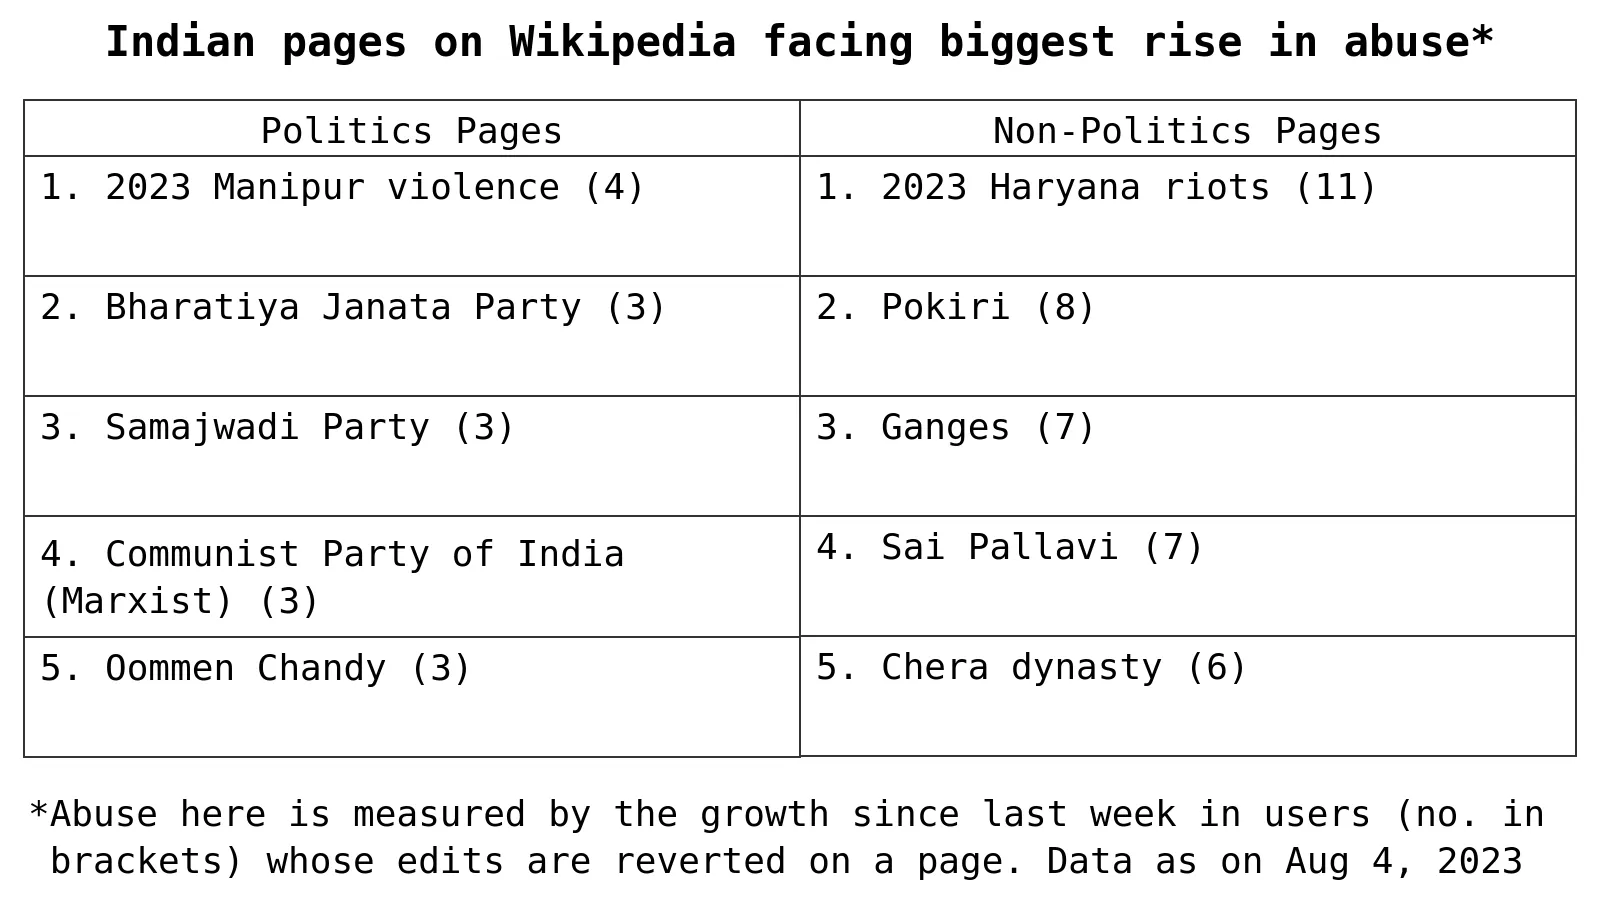 Indian pages on Wikipedia facing biggest rise in abuse*
Politics Pages
Non-Politics Pages
1. 2023 Manipur violence (4)
1. 2023 Haryana riots (11)
2. Bharatiya Janata Party (3)
2. Pokiri (8)
3. Samajwadi Party (3)
3. Ganges (7)
4. Communist Party of India
(Marxist) (3)
4. Sai Pallavi (7)
5. Oommen Chandy (3)
5. Chera dynasty (6)
*Abuse here is measured by the growth since last week in users (no. in
brackets) whose edits are reverted on a page. Data as on Aug 4, 2023